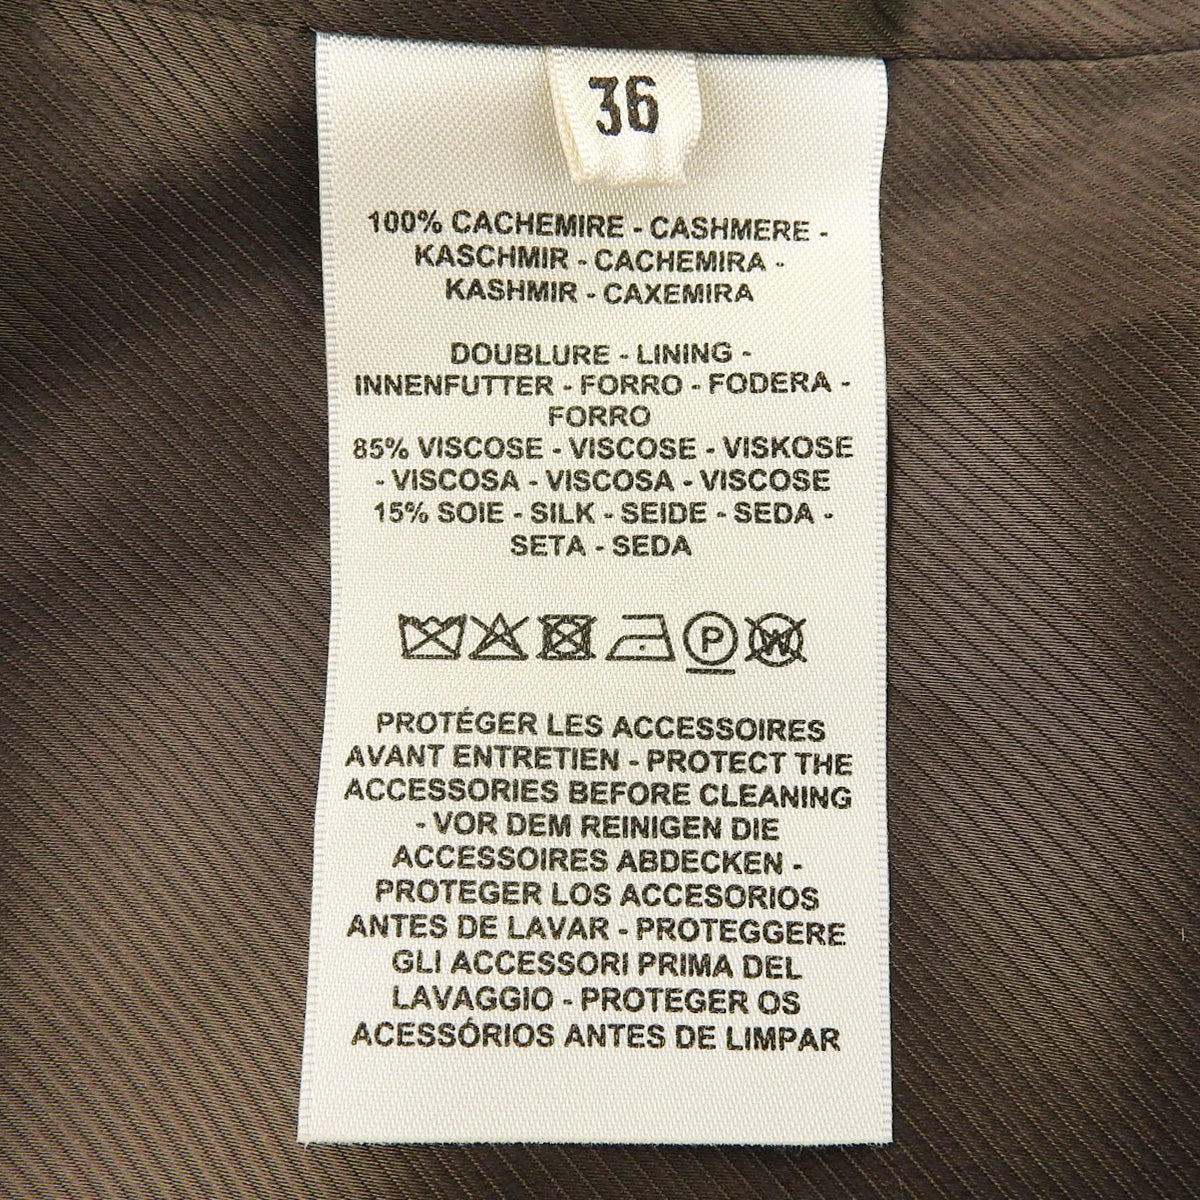 36
100% CACHEMIRE - CASHMERE -
KASCHMIR - CACHEMIRA -
KASHMIR - CAXEMIRA
DOUBLURE - LINING -
INNENFUTTER - FORRO - FODERA -
FORRO
85% VISCOSE - VISCOSE - VISKOSE
- VISCOSA - VISCOSA - VISCOSE
15% SOIE - SILK - SEIDE - SEDA -
SETA - SEDA
P W
PROTÉGER LES ACCESSOIRES
AVANT ENTRETIEN - PROTECT THE
ACCESSORIES BEFORE CLEANING
- VOR DEM REINIGEN DIE
ACCESSOIRES ABDECKEN -
PROTEGER LOS ACCESORIOS
ANTES DE LAVAR - PROTEGGERE
GLI ACCESSORI PRIMA DEL
LAVAGGIO - PROTEGER OS
ACESSÓRIOS ANTES DE LIMPAR